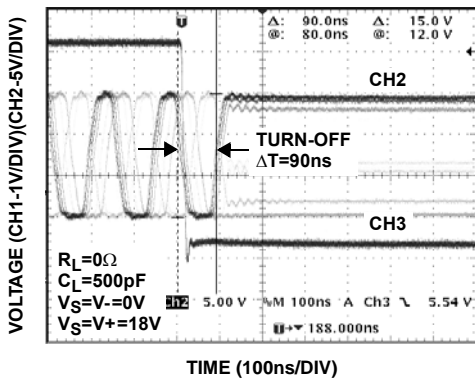 Δ: 90.0ns Δ: 15.0 V
@: 80.0ns @: 12.0 V
CH2
TURN-OFF
ΔT=90ns
CH3
RL=0Ω
CL=500pF
VS=V-=0V
VS=V+=18V
Ch2 5.00 V M 100ns A Ch3 5.54 V
T 188.000ns
VOLTAGE (CH1-1V/DIV)(CH2-5V/DIV)
TIME (100ns/DIV)